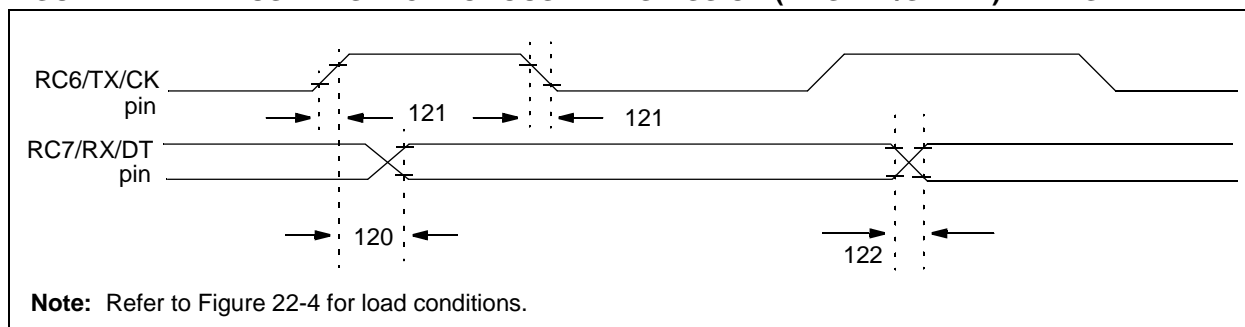 RC6/TX/CK
pin
121
121
RC7/RX/DT
pin
120
122
Note: Refer to Figure 22-4 for load conditions.